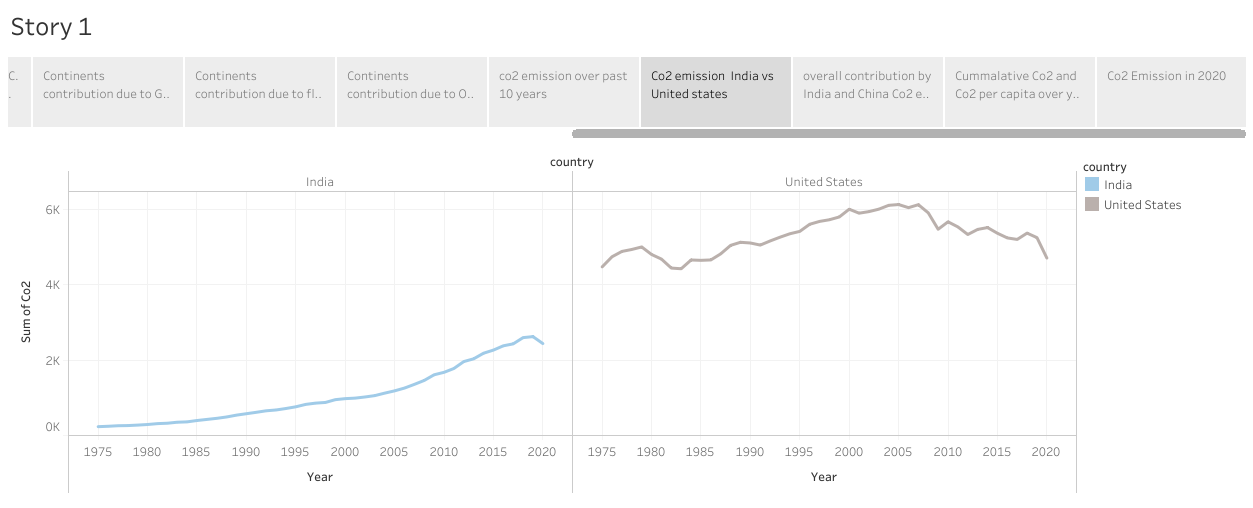 Story 1
C.
.
Continents
contribution due to G..
Continents
contribution due to fl..
Continents
contribution due to O..
co2 emission over past
10 years
Co2 emission  India vs
United states
overall contribution by
India and China Co2 e..
Cummalative Co2 and
Co2 per capita over y..
Co2 Emission in 2020
country
India
United States
6K
4K
2K
0K
Sum of Co2
1975 1980 1985 1990 1995 2000 2005 2010 2015 2020
1975 1980 1985 1990 1995 2000 2005 2010 2015 2020
Year
Year
country
India
United States